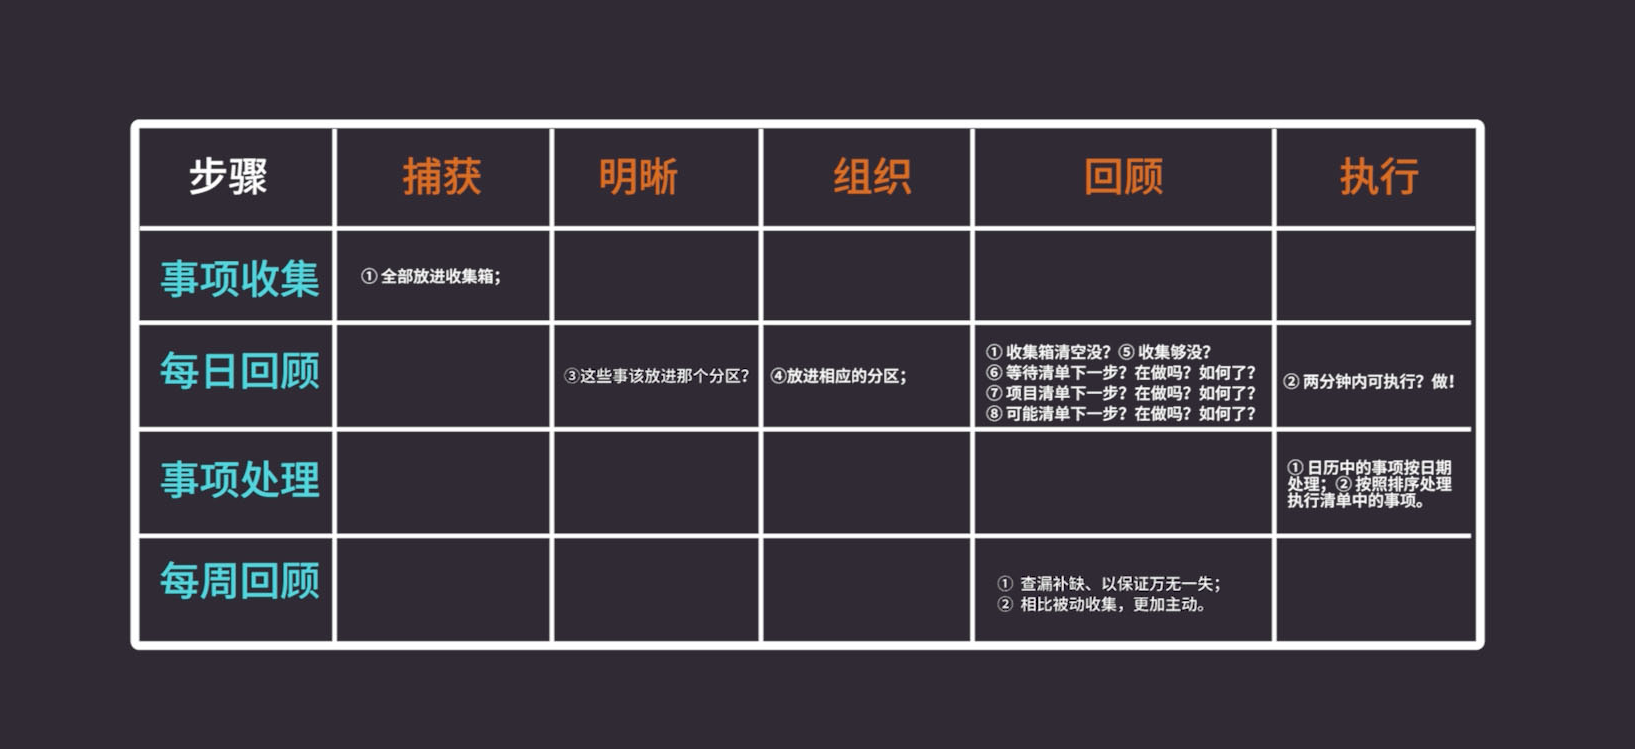 步骤 捕获 明晰 组织 回顾 执行
事项收集 ① 全部放进收集箱；
每日回顾 ③这些事该放进那个分区？ ④放进相应的分区；
① 收集箱清空没？⑤ 收集够没？
⑥ 等待清单下一步？在做吗？如何了？
⑦ 项目清单下一步？在做吗？如何了？
⑧ 可能清单下一步？在做吗？如何了？
② 两分钟内可执行？做！
事项处理
① 日历中的事项按日期
处理；② 按照排序处理
执行清单中的事项。
每周回顾
① 查漏补缺、以保证万无一失；
② 相比被动收集，更加主动。